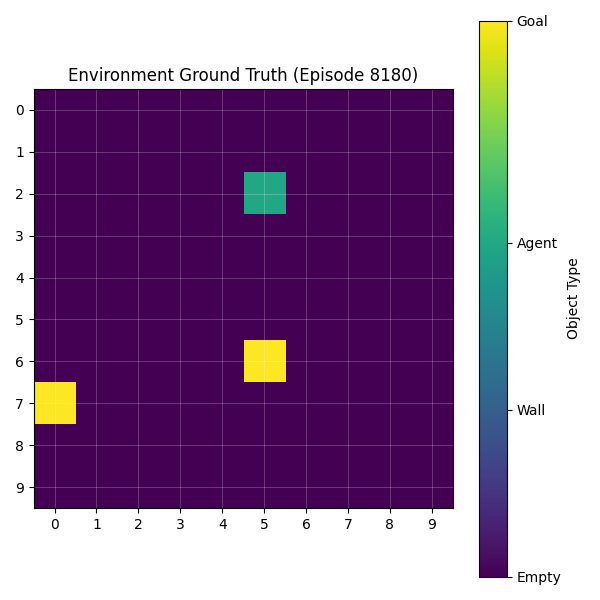 Environment Ground Truth (Episode 8180)
0
1
2
3
4
5
6
7
8
9
0 1 2 3 4 5 6 7 8 9
Goal
Agent
Wall
Empty
Object Type